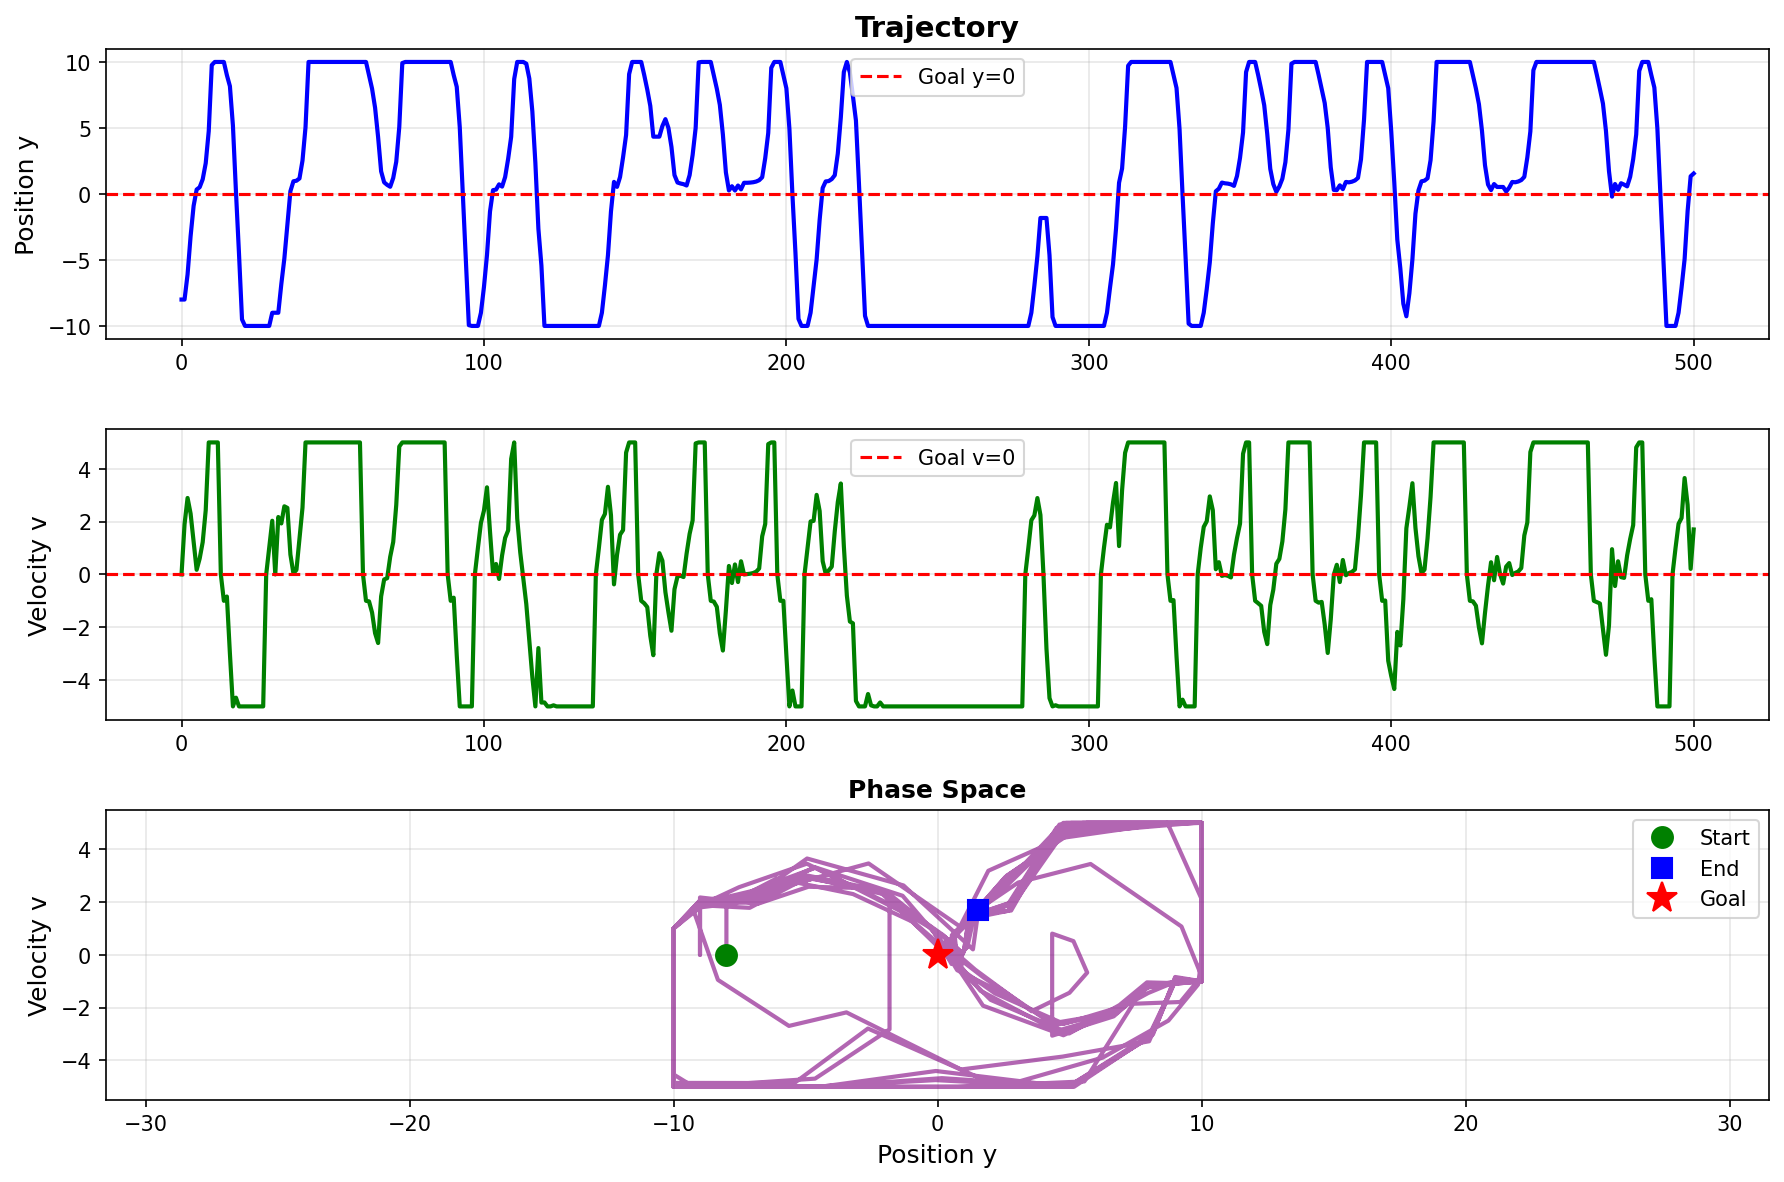 Trajectory
Position y
10
5
0
−5
−10
Goal y=0
0 100 200 300 400 500
Velocity v
4
2
0
−2
−4
Goal v=0
0 100 200 300 400 500
Phase Space
Velocity v
4
2
0
−2
−4
Start
End
Goal
−30 −20 −10 0 10 20 30
Position y